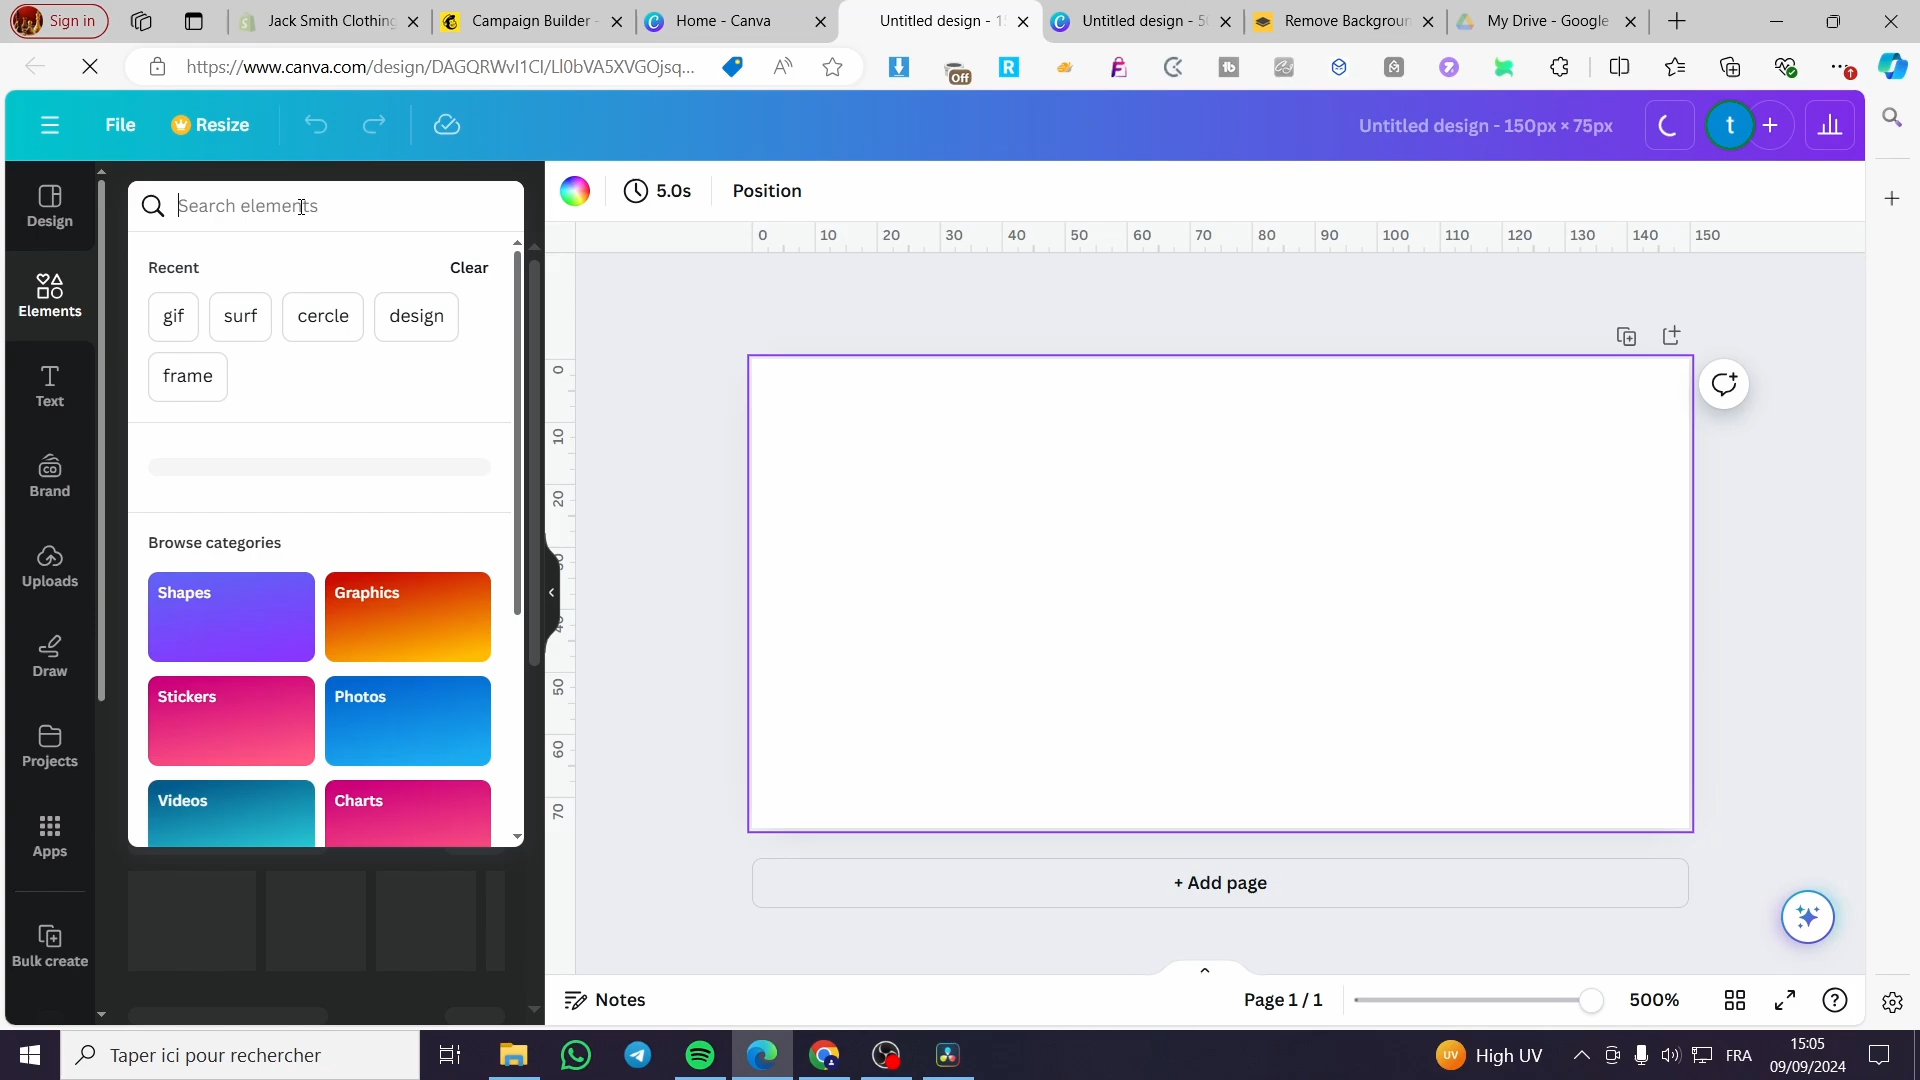 Sign in
Jack Smith Clothing
Campaign Builder -
Home - Canva
Untitled design - 1
Untitled design - 5
Remove Backgroun
My Drive - Google
https://www.canva.com/design/DAGQRWvI1CI/Ll0bVA5XVGOjsq...
Off
File
Resize
Untitled design - 150px × 75px
t
Design
Elements
Text
Brand
Uploads
Draw
Projects
Apps
Bulk create
Search elements
Recent
Clear
gif
surf
cercle
design
frame
Browse categories
Shapes
Graphics
Stickers
Photos
Videos
Charts
5.0s
Position
0 10 20 30 40 50 60 70 80 90 100 110 120 130 140 150
0
10
20
50
60
70
+ Add page
Notes
Page 1 / 1
500%
Taper ici pour rechercher
UV
High UV
FRA
15:05
09/09/2024